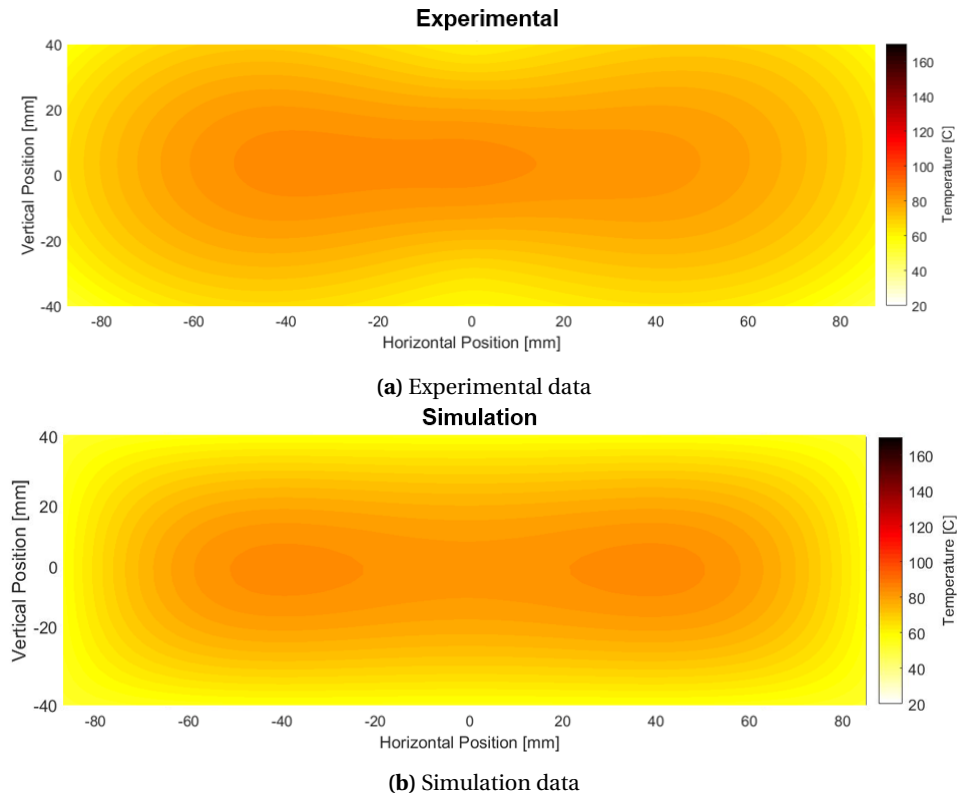 Experimental
40
20
0
-20
-40
Vertical Position [mm]
-80 -60 -40 -20 0 20 40 60 80
Horizontal Position [mm]
160
140
120
100
80
60
40
20
Temperature [C]
(a) Experimental data
Simulation
40
20
0
-20
-40
Vertical Position [mm]
-80 -60 -40 -20 0 20 40 60 80
Horizontal Position [mm]
160
140
120
100
80
60
40
20
Temperature [C]
(b) Simulation data